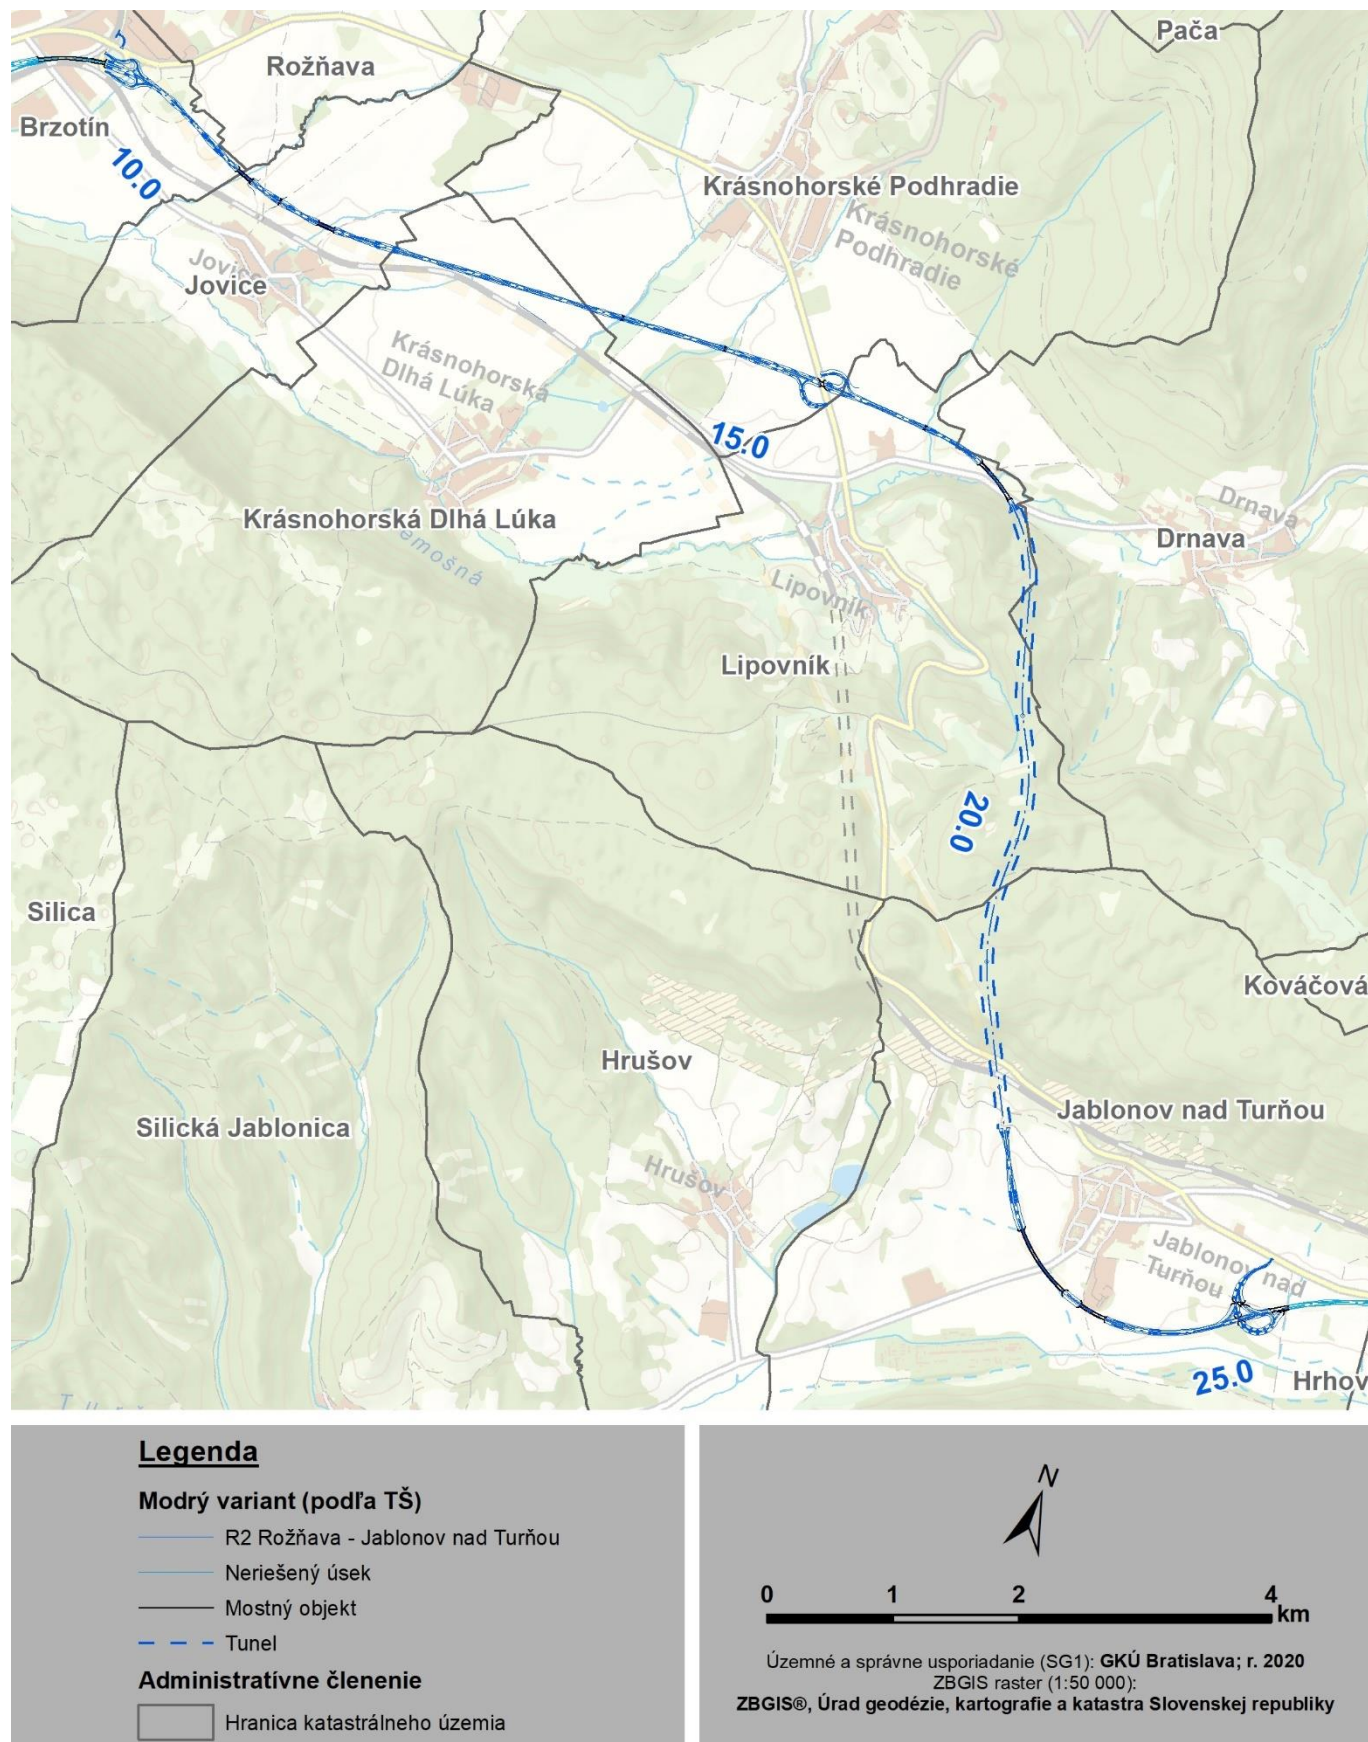 Pača
Rožňava
Brzotín
10.0
Krásnohorské Podhradie
Krásnohorské
Podhradie
Jovice
Jovice
Krásnohorská
Dlhá Lúka
15.0
Drnava
Drnava
Krásnohorská Dlhá Lúka
Lipovník
Lipovník
20.0
Silica
Kováčová
Hrušov
Jablonov nad Turňou
Silická Jablonica
Hrušov
Jablonov nad
Turňou
25.0
Hrhov
Legenda
Modrý variant (podľa TŠ)
R2 Rožňava - Jablonov nad Turňou
Neriešený úsek
Mostný objekt
Tunel
Administratívne členenie
Hranica katastrálneho územia
N
0 1 2 4
km
Územné a správne usporiadanie (SG1): GKÚ Bratislava; r. 2020
ZBGIS raster (1:50 000):
ZBGIS®, Úrad geodézie, kartografie a katastra Slovenskej republiky